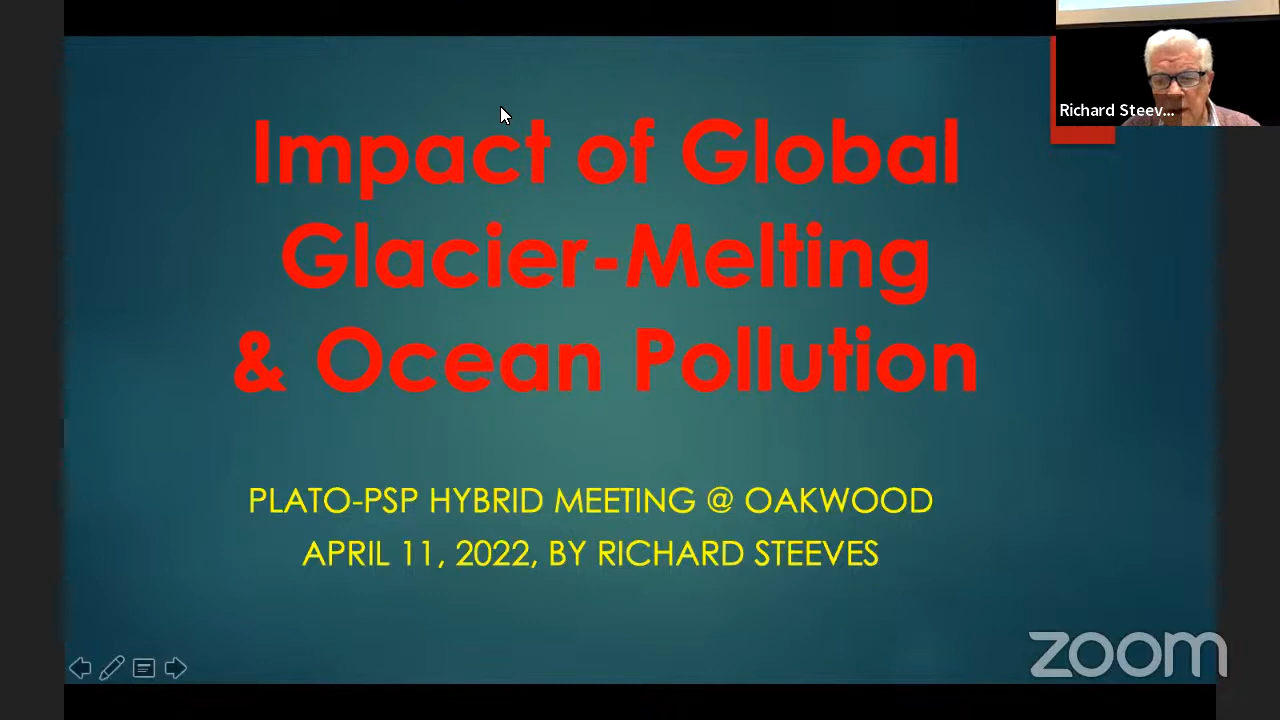 Impact of Global
Glacier-Melting
& Ocean Pollution
PLATO-PSP HYBRID MEETING @ OAKWOOD
APRIL 11, 2022, BY RICHARD STEEVES
Richard Steev...
zoom